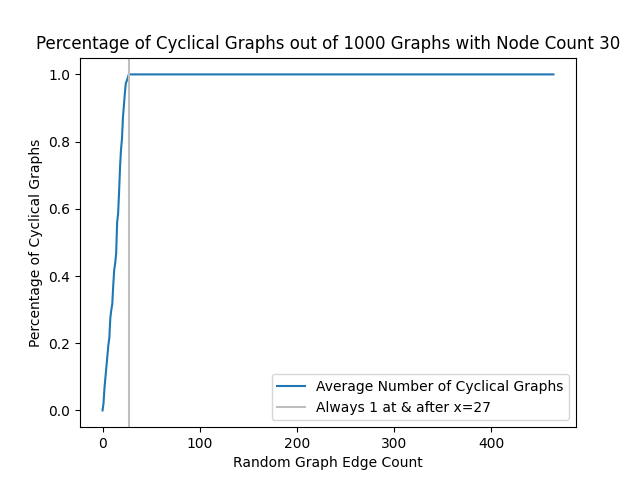 Percentage of Cyclical Graphs out of 1000 Graphs with Node Count 30
Percentage of Cyclical Graphs
1.0
0.8
0.6
0.4
0.2
0.0
Average Number of Cyclical Graphs
Always 1 at & after x=27
0 100 200 300 400
Random Graph Edge Count